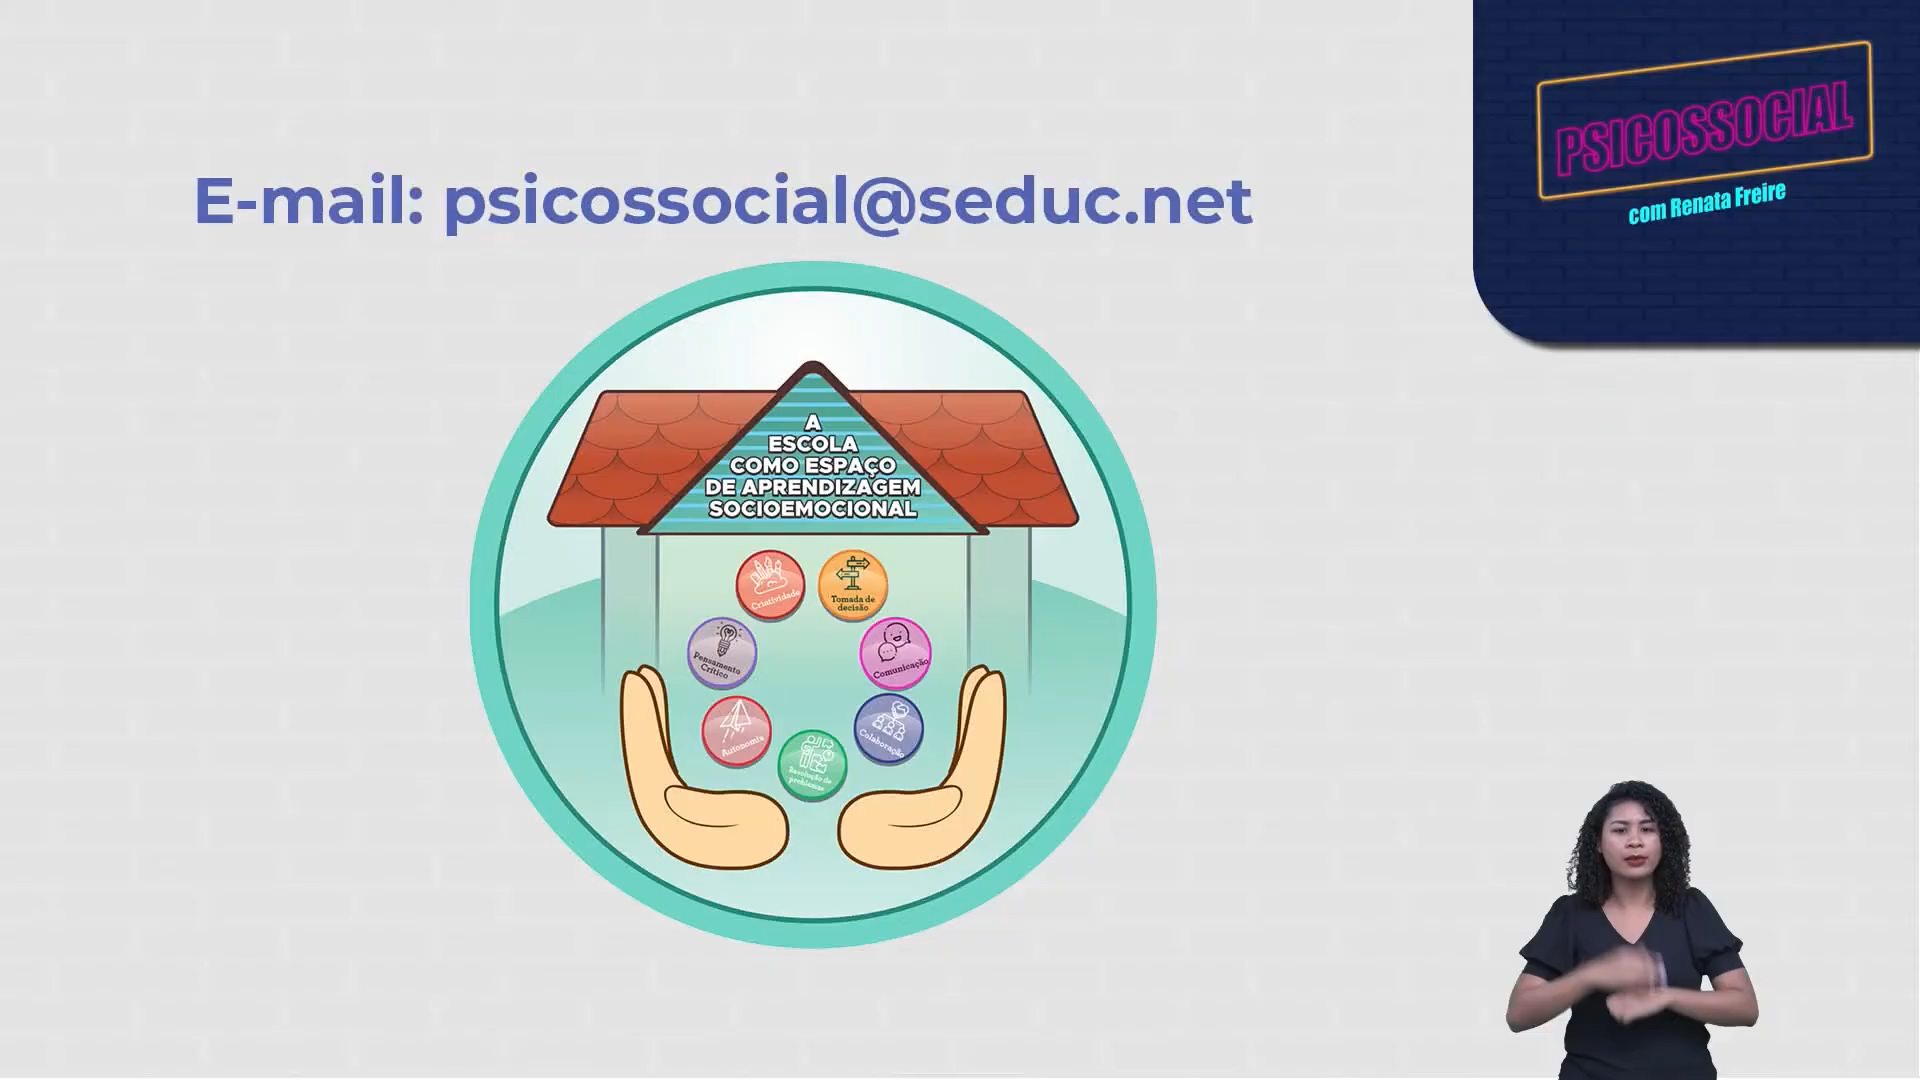 PSICOSSOCIAL
com Renata Freire
E-mail: psicossocial@seduc.net
A
ESCOLA
COMO ESPAÇO
DE APRENDIZAGEM
SOCIOEMOCIONAL
Criatividade
Tomada de
decisão
Pensamento
Crítico
Comunicação
Autonomia
Colaboração
Resolução de
problemas